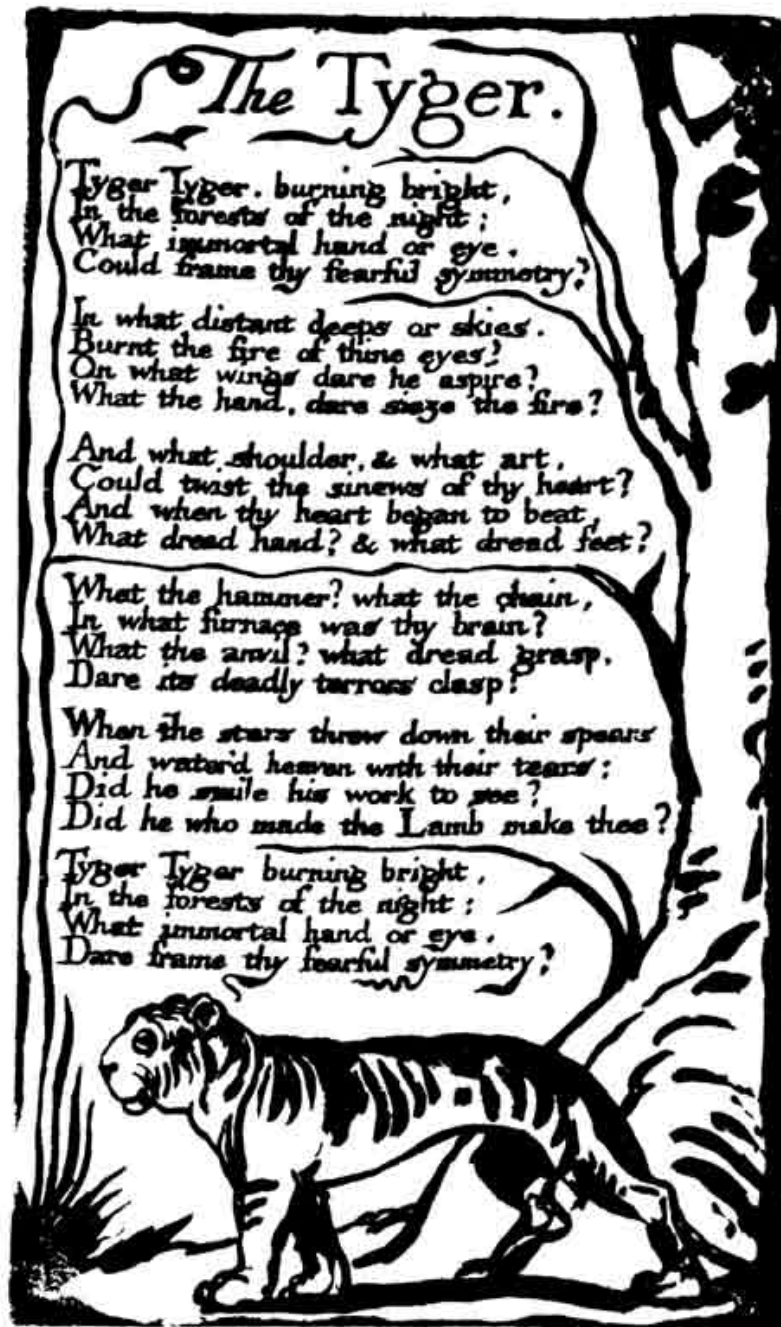 The Tyger.
Tyger Tyger. burning bright,
In the forests of the night;
What immortal hand or eye.
Could frame thy fearful symmetry?
In what distant deeps or skies.
Burnt the fire of thine eyes?
On what wings dare he aspire?
What the hand, dare sieze the fire?
And what shoulder, & what art,
Could twist the sinews of thy heart?
And when thy heart began to beat,
What dread hand? & what dread feet?
What the hammer? what the chain,
In what furnace was thy brain?
What the anvil? what dread grasp.
Dare its deadly terrors clasp!
When the stars threw down their spears
And water'd heaven with their tears:
Did he smile his work to see?
Did he who made the Lamb make thee?
Tyger Tyger burning bright,
In the forests of the night:
What immortal hand or eye.
Dare frame thy fearful symmetry?